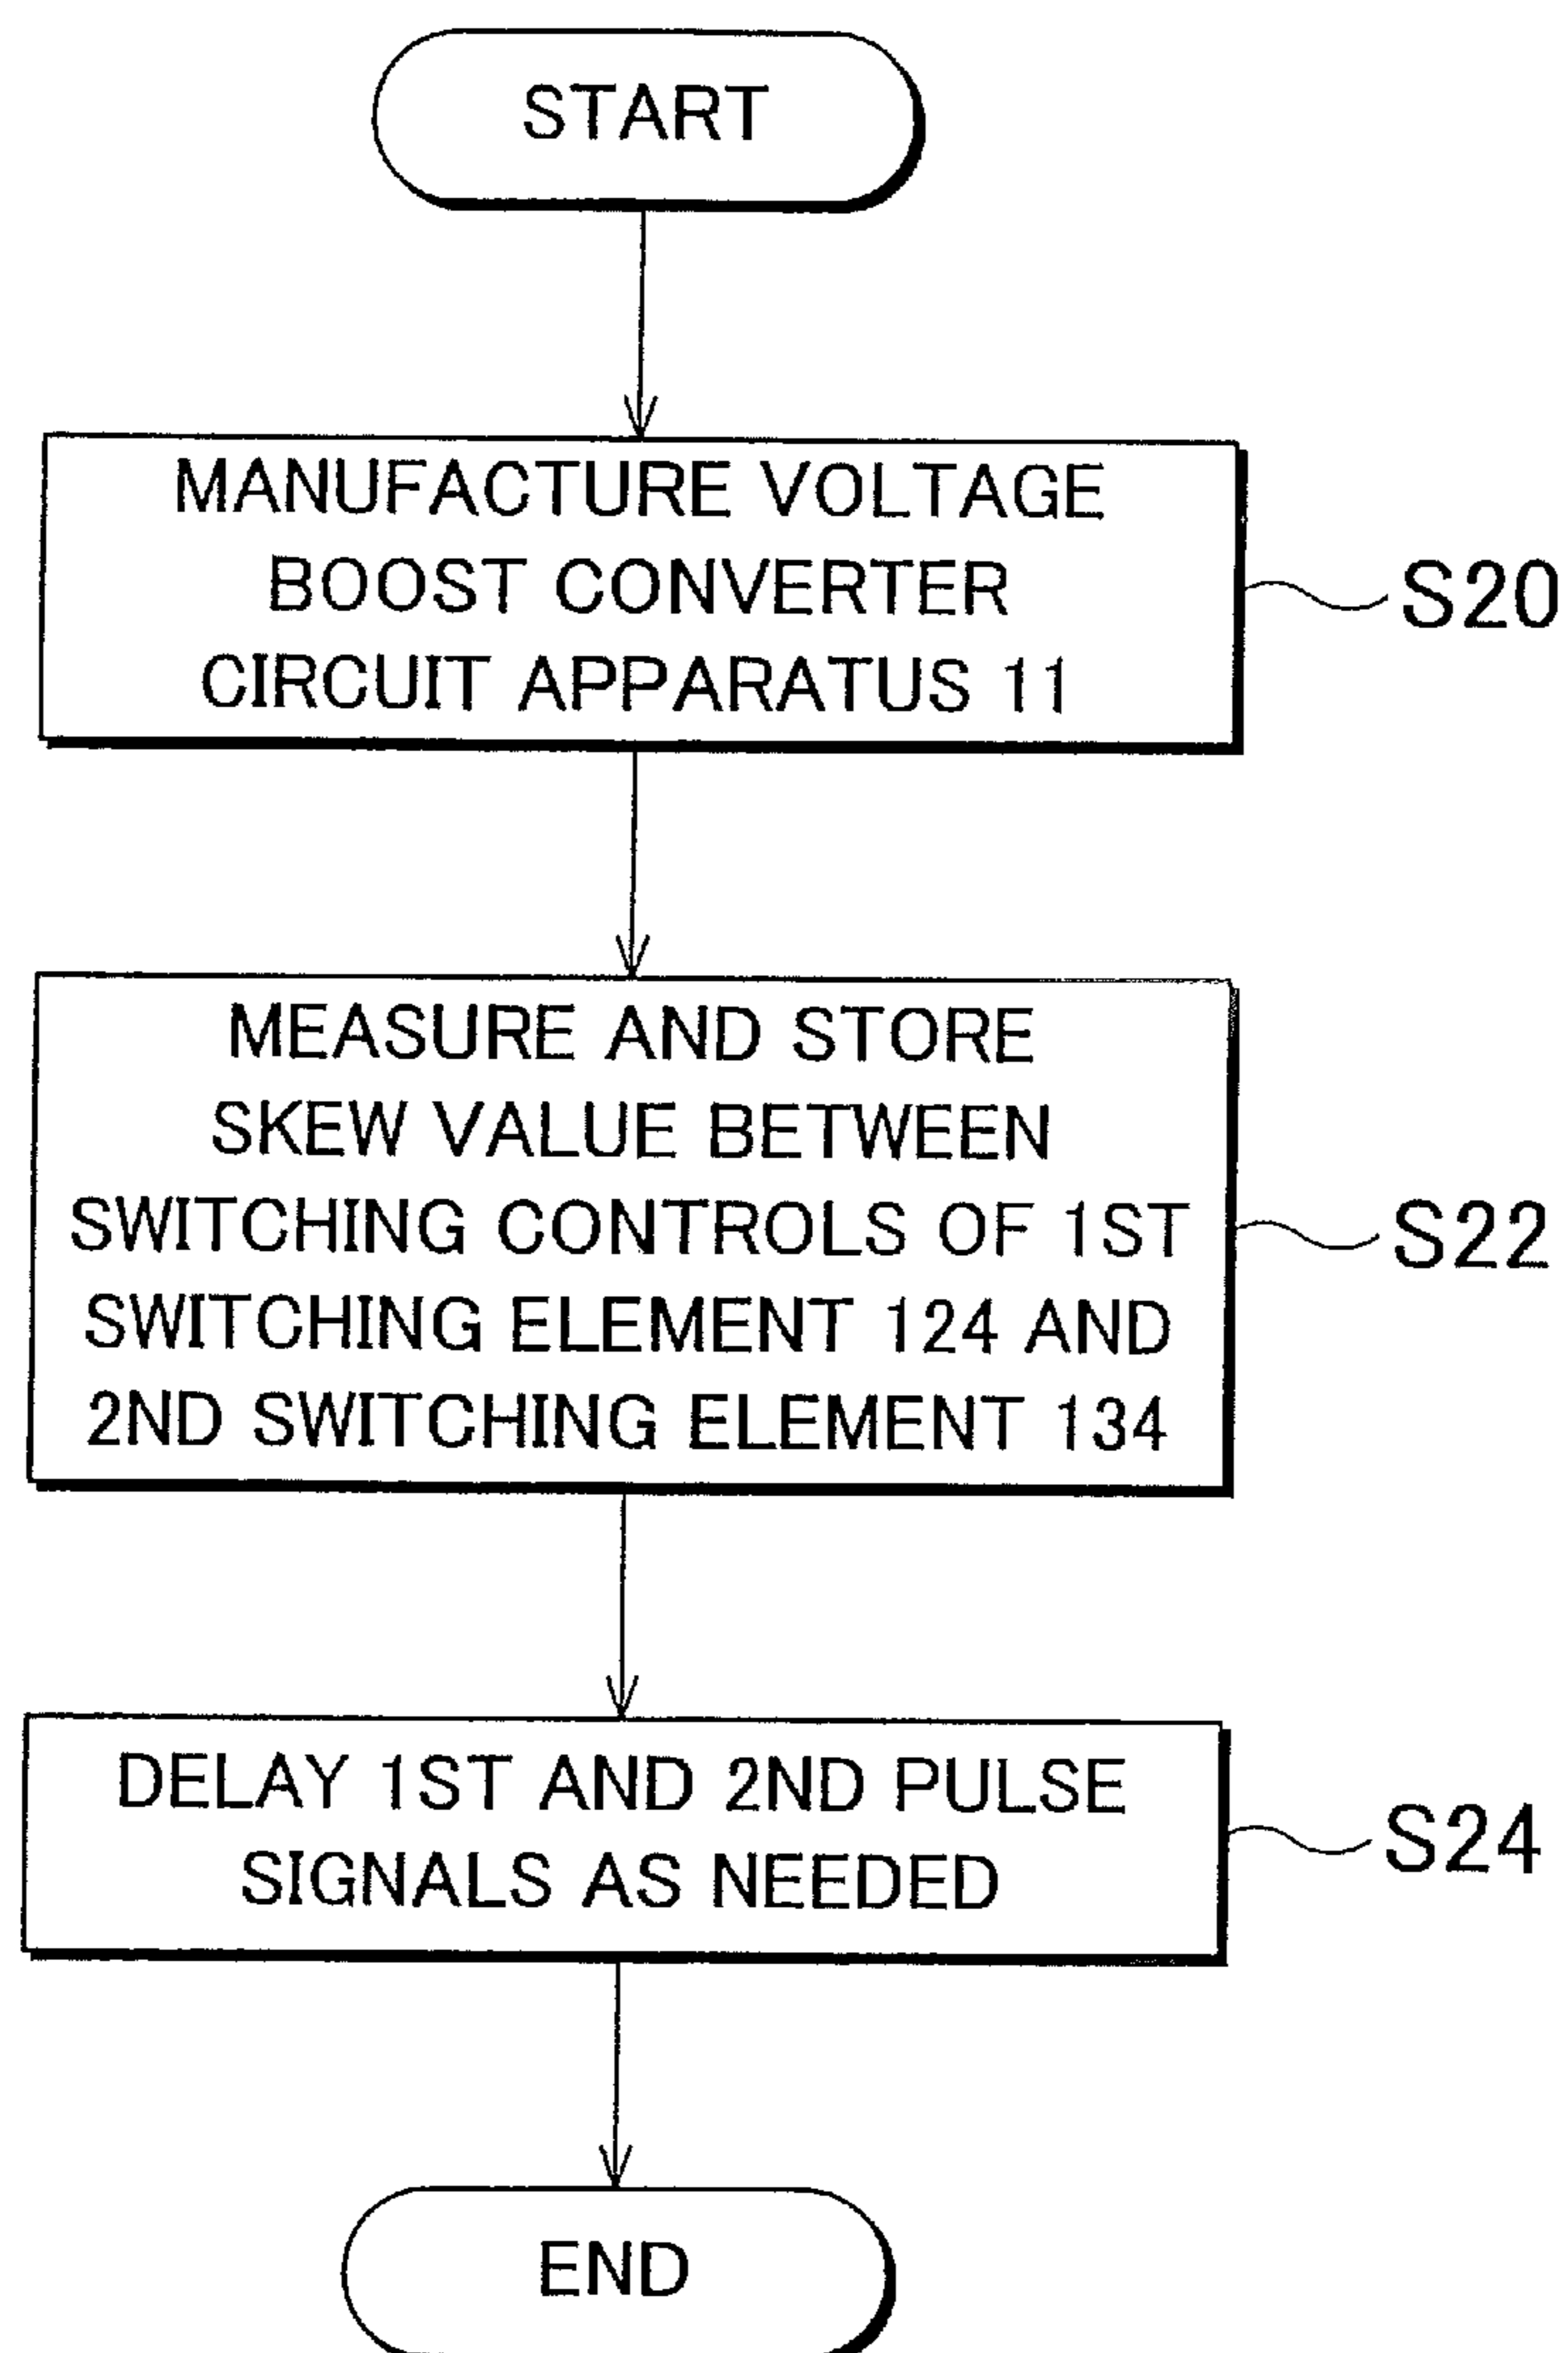 START
MANUFACTURE VOLTAGE
BOOST CONVERTER
CIRCUIT APPARATUS 11
S20
MEASURE AND STORE
SKEW VALUE BETWEEN
SWITCHING CONTROLS OF 1ST
SWITCHING ELEMENT 124 AND
2ND SWITCHING ELEMENT 134
S22
DELAY 1ST AND 2ND PULSE
SIGNALS AS NEEDED
S24
END